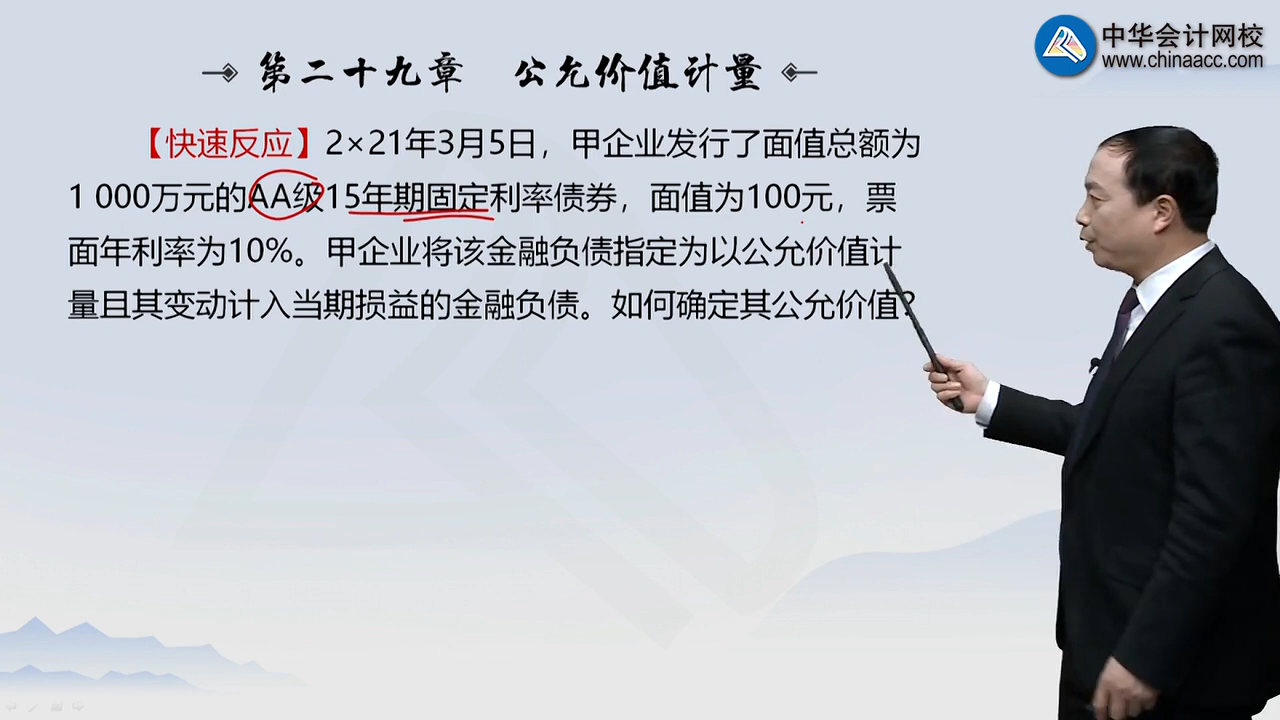 中华会计网校
www.chinaacc.com
第二十九章 公允价值计量
【快速反应】2×21年3月5日，甲企业发行了面值总额为
1 000万元的AA级15年期固定利率债券，面值为100元，票
面年利率为10%。甲企业将该金融负债指定为以公允价值计
量且其变动计入当期损益的金融负债。如何确定其公允价值？